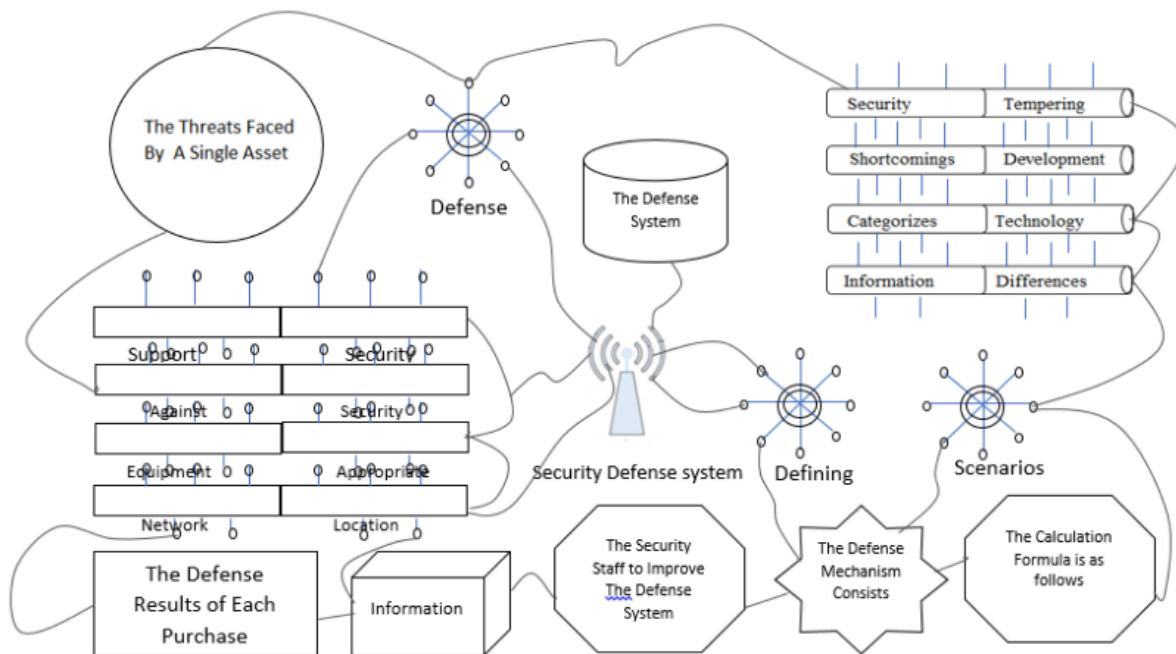 The Threats Faced
By A Single Asset
Defense
The Defense
System
Security Tempering
Shortcomings Development
Categorizes Technology
Information Differences
Support Security
Against Security
Equipment Appropriate
Network Location
Security Defense system
Defining
Scenarios
The Defense
Results of Each
Purchase
Information
The Security
Staff to Improve
The Defense
System
The Defense
Mechanism
Consists
The Calculation
Formula is as
follows